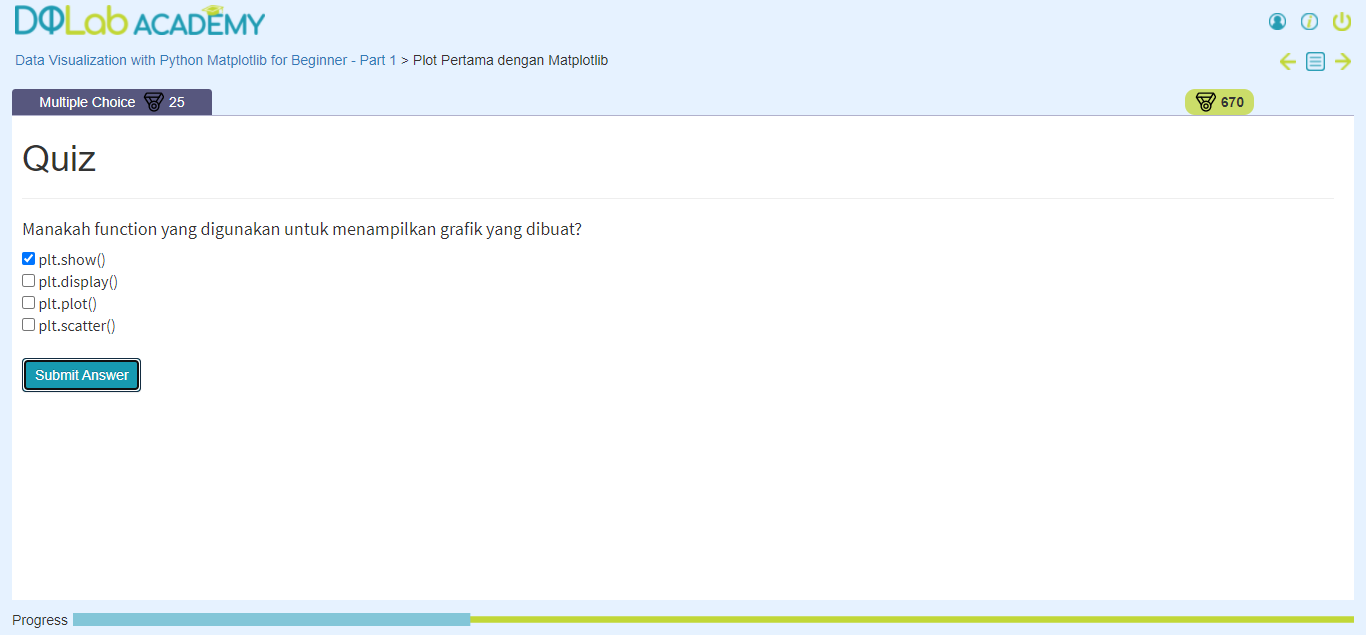 DQLab ACADEMY
Data Visualization with Python Matplotlib for Beginner - Part 1 > Plot Pertama dengan Matplotlib
Multiple Choice 25
670
Quiz
Manakah function yang digunakan untuk menampilkan grafik yang dibuat?
plt.show()
plt.display()
plt.plot()
plt.scatter()
Submit Answer
Progress